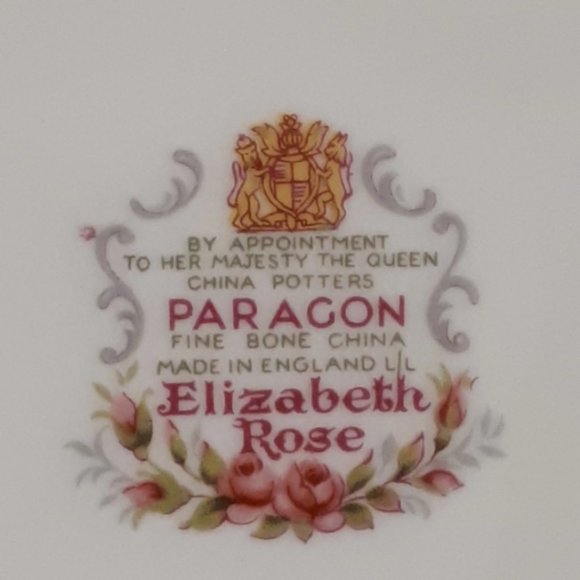 BY APPOINTMENT
TO HER MAJESTY THE QUEEN
CHINA POTTERS
PARAGON
FINE BONE CHINA
MADE IN ENGLAND L/L
Elizabeth
Rose